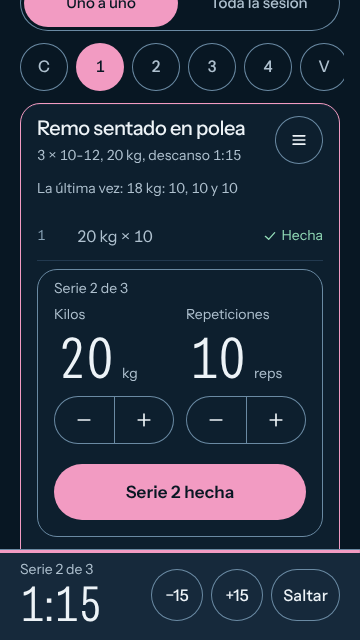 Uno a uno
Toda la sesión
C 1 2 3 4 V
Remo sentado en polea
3 × 10–12, 20 kg, descanso 1:15
La última vez: 18 kg: 10, 10 y 10
1 20 kg × 10 ✓ Hecha
Serie 2 de 3
Kilos Repeticiones
20 kg 10 reps
− + − +
Serie 2 hecha
Serie 2 de 3
1:15 −15 +15 Saltar